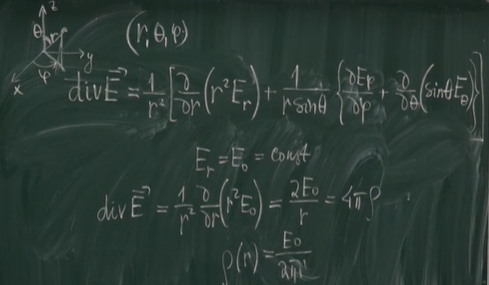 z
θ r
y
x φ
(r, θ, φ)
div E⃗ = 1/r² [∂/∂r (r² E_r) + 1/(r sinθ) {∂E_φ/∂φ + ∂/∂θ (sinθ E_θ)}]
E_r = E_0 = const
div E⃗ = 1/r² ∂/∂r (r² E_0) = 2E_0/r = 4πρ
ρ(r) = E_0/2πr